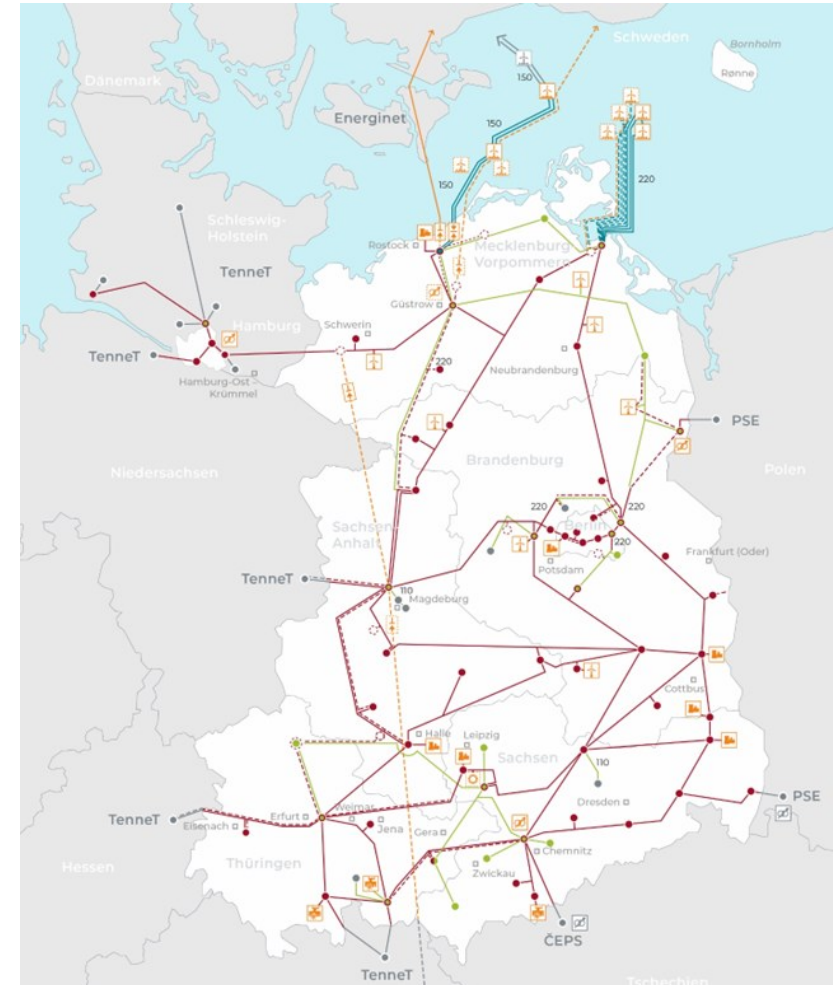 Schweden
Bornholm
Rønne
Dänemark
150
Energinet
150
220
150
Schleswig-
Holstein
Rostock
Mecklenburg
Vorpommern
TenneT
Güstrow
Hamburg
Schwerin
TenneT
220
Neubrandenburg
Hamburg-Ost –
Krümmel
PSE
Brandenburg
Niedersachsen
Polen
Sachsen
Anhalt
220
220
Berlin
220
Frankfurt (Oder)
Potsdam
TenneT
110
Magdeburg
Cottbus
Halle
Leipzig
Sachsen
110
PSE
Dresden
Weimar
Erfurt
TenneT
Eisenach
Jena
Gera
Chemnitz
Hessen
Thüringen
Zwickau
ČEPS
TenneT
Tschechien